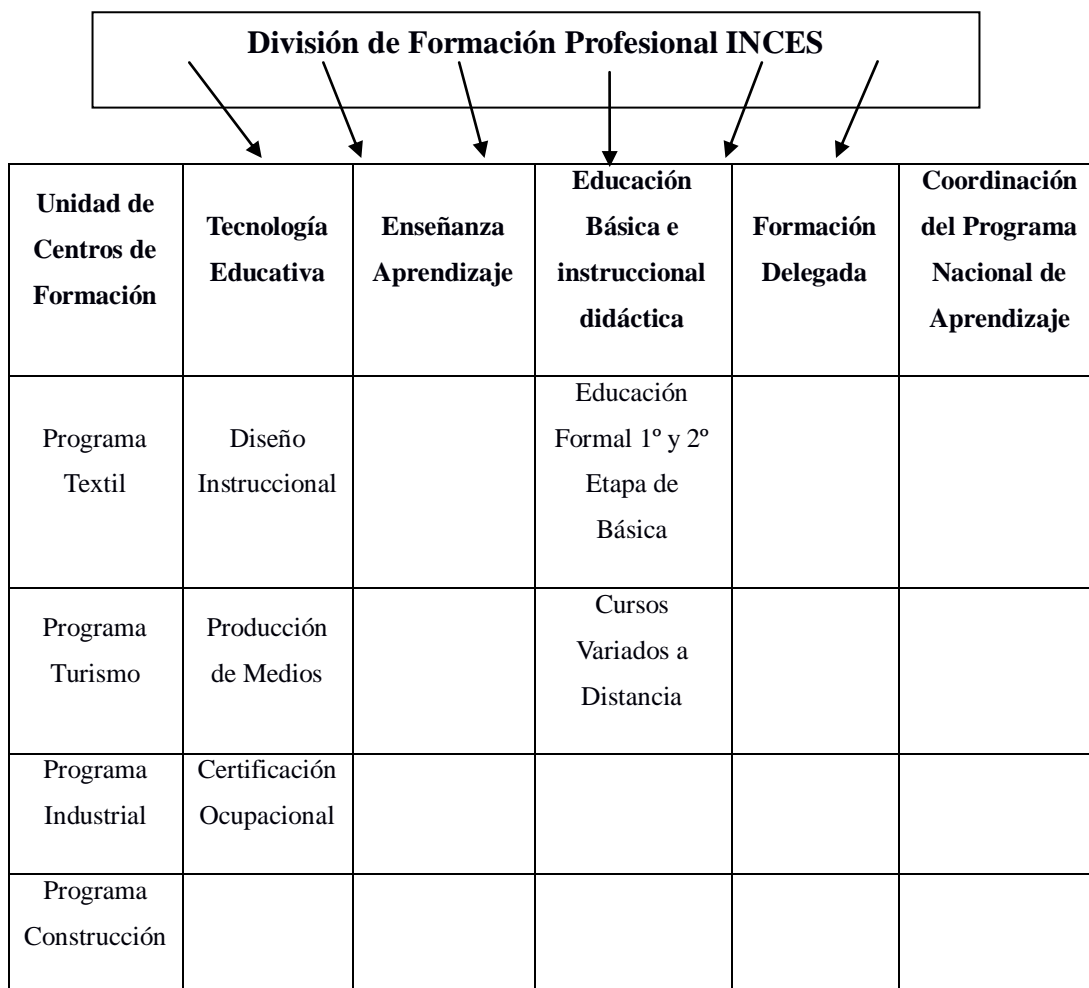 División de Formación Profesional INCES
Unidad de
Centros de
Formación
Tecnología
Educativa
Enseñanza
Aprendizaje
Educación
Básica e
instruccional
didáctica
Formación
Delegada
Coordinación
del Programa
Nacional de
Aprendizaje
Programa
Textil
Diseño
Instruccional
Educación
Formal 1º y 2º
Etapa de
Básica
Programa
Turismo
Producción
de Medios
Cursos
Variados a
Distancia
Programa
Industrial
Certificación
Ocupacional
Programa
Construcción